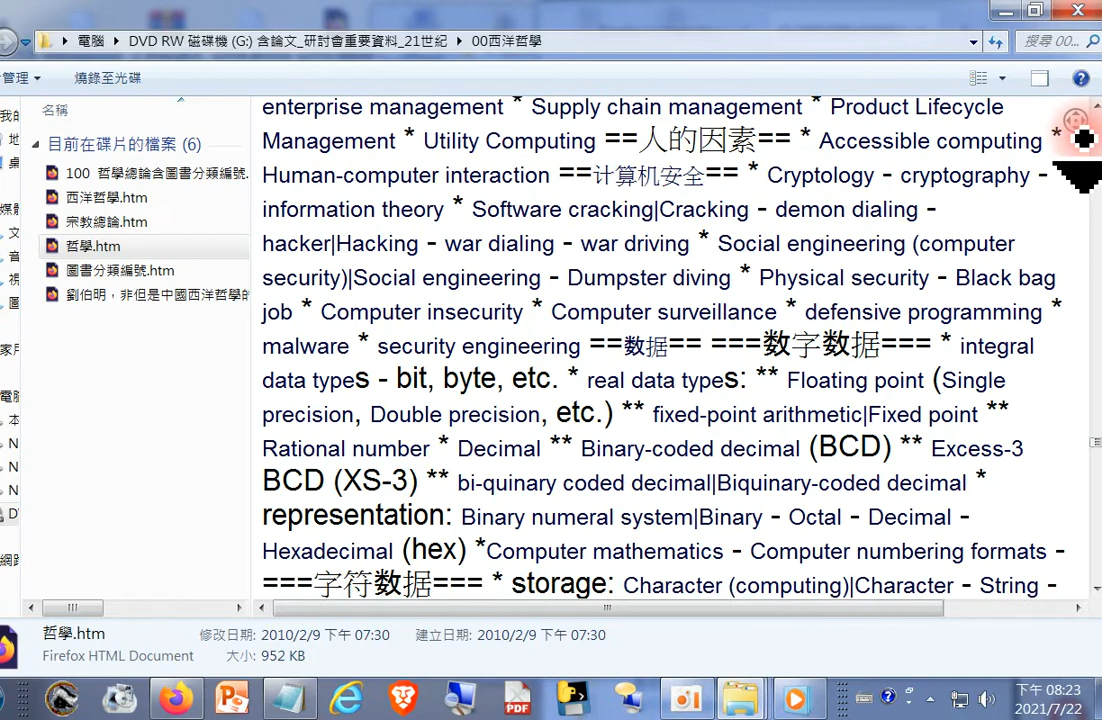 電腦 ▸ DVD RW 磁碟機 (G:) 含論文_研討會重要資料_21世紀 ▸ 00西洋哲學
搜尋 00...
管理 燒錄至光碟
名稱
目前在碟片的檔案 (6)
100 哲學總論含圖書分類編號.
西洋哲學.htm
宗教總論.htm
哲學.htm
圖書分類編號.htm
劉伯明，非但是中國西洋哲學的
enterprise management * Supply chain management * Product Lifecycle
Management * Utility Computing ==人的因素== * Accessible computing *
Human-computer interaction ==计算机安全== * Cryptology - cryptography -
information theory * Software cracking|Cracking - demon dialing -
hacker|Hacking - war dialing - war driving * Social engineering (computer
security)|Social engineering - Dumpster diving * Physical security - Black bag
job * Computer insecurity * Computer surveillance * defensive programming *
malware * security engineering ==数据== ===数字数据=== * integral
data types - bit, byte, etc. * real data types: ** Floating point (Single
precision, Double precision, etc.) ** fixed-point arithmetic|Fixed point **
Rational number * Decimal ** Binary-coded decimal (BCD) ** Excess-3
BCD (XS-3) ** bi-quinary coded decimal|Biquinary-coded decimal *
representation: Binary numeral system|Binary - Octal - Decimal -
Hexadecimal (hex) *Computer mathematics - Computer numbering formats -
===字符数据=== * storage: Character (computing)|Character - String -
哲學.htm 修改日期: 2010/2/9 下午 07:30 建立日期: 2010/2/9 下午 07:30
Firefox HTML Document 大小: 952 KB
PDF
下午 08:23
2021/7/22